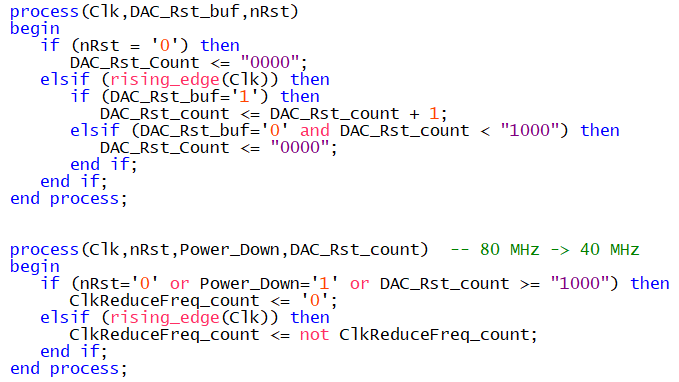 process(Clk,DAC_Rst_buf,nRst)
begin
   if (nRst = '0') then
      DAC_Rst_Count <= "0000";
   elsif (rising_edge(Clk)) then
      if (DAC_Rst_buf='1') then
         DAC_Rst_count <= DAC_Rst_count + 1;
      elsif (DAC_Rst_buf='0' and DAC_Rst_count < "1000") then
         DAC_Rst_Count <= "0000";
      end if;
   end if;
end process;
process(Clk,nRst,Power_Down,DAC_Rst_count)  -- 80 MHz -> 40 MHz
begin
   if (nRst='0' or Power_Down='1' or DAC_Rst_count >= "1000") then
      ClkReduceFreq_count <= '0';
   elsif (rising_edge(Clk)) then
      ClkReduceFreq_count <= not ClkReduceFreq_count;
   end if;
end process;